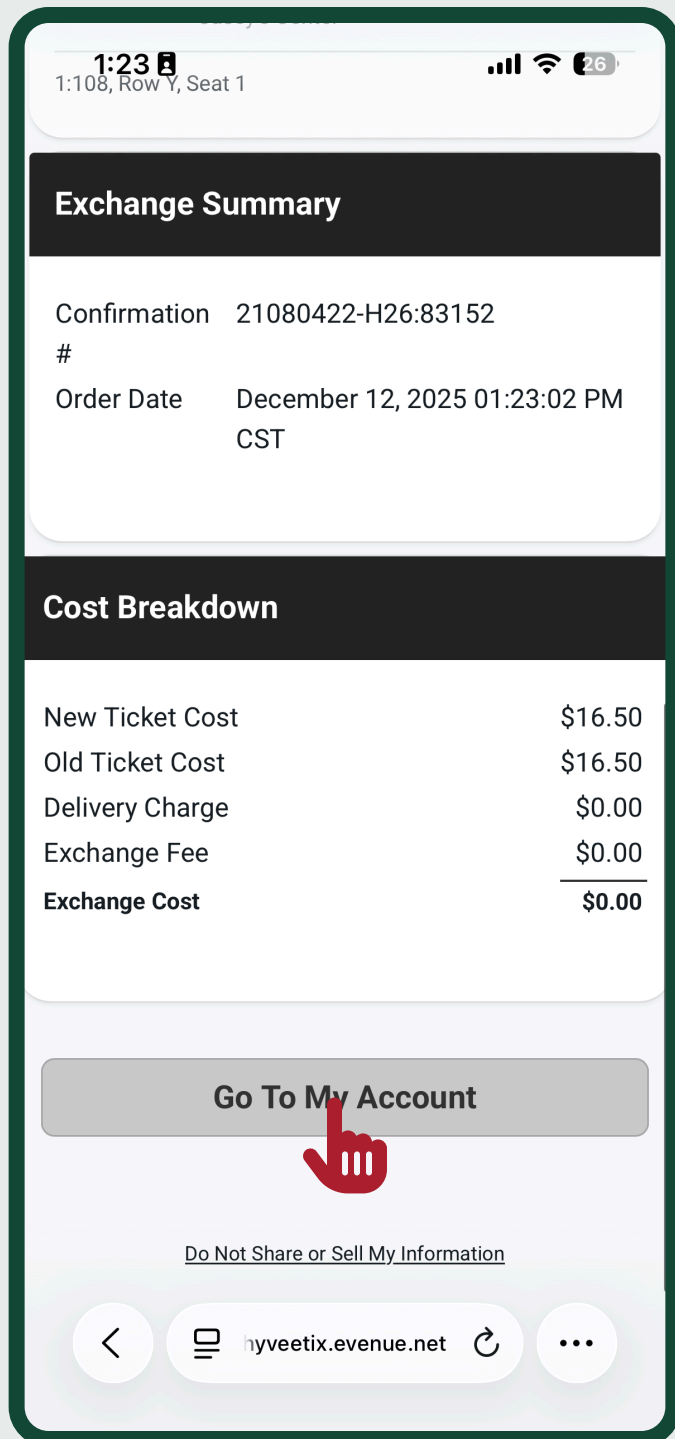 1:23
26
1:108, Row Y, Seat 1
Exchange Summary
Confirmation 21080422-H26:83152
#
Order Date December 12, 2025 01:23:02 PM
CST
Cost Breakdown
New Ticket Cost $16.50
Old Ticket Cost $16.50
Delivery Charge $0.00
Exchange Fee $0.00
Exchange Cost $0.00
Go To My Account
Do Not Share or Sell My Information
hyveetix.evenue.net